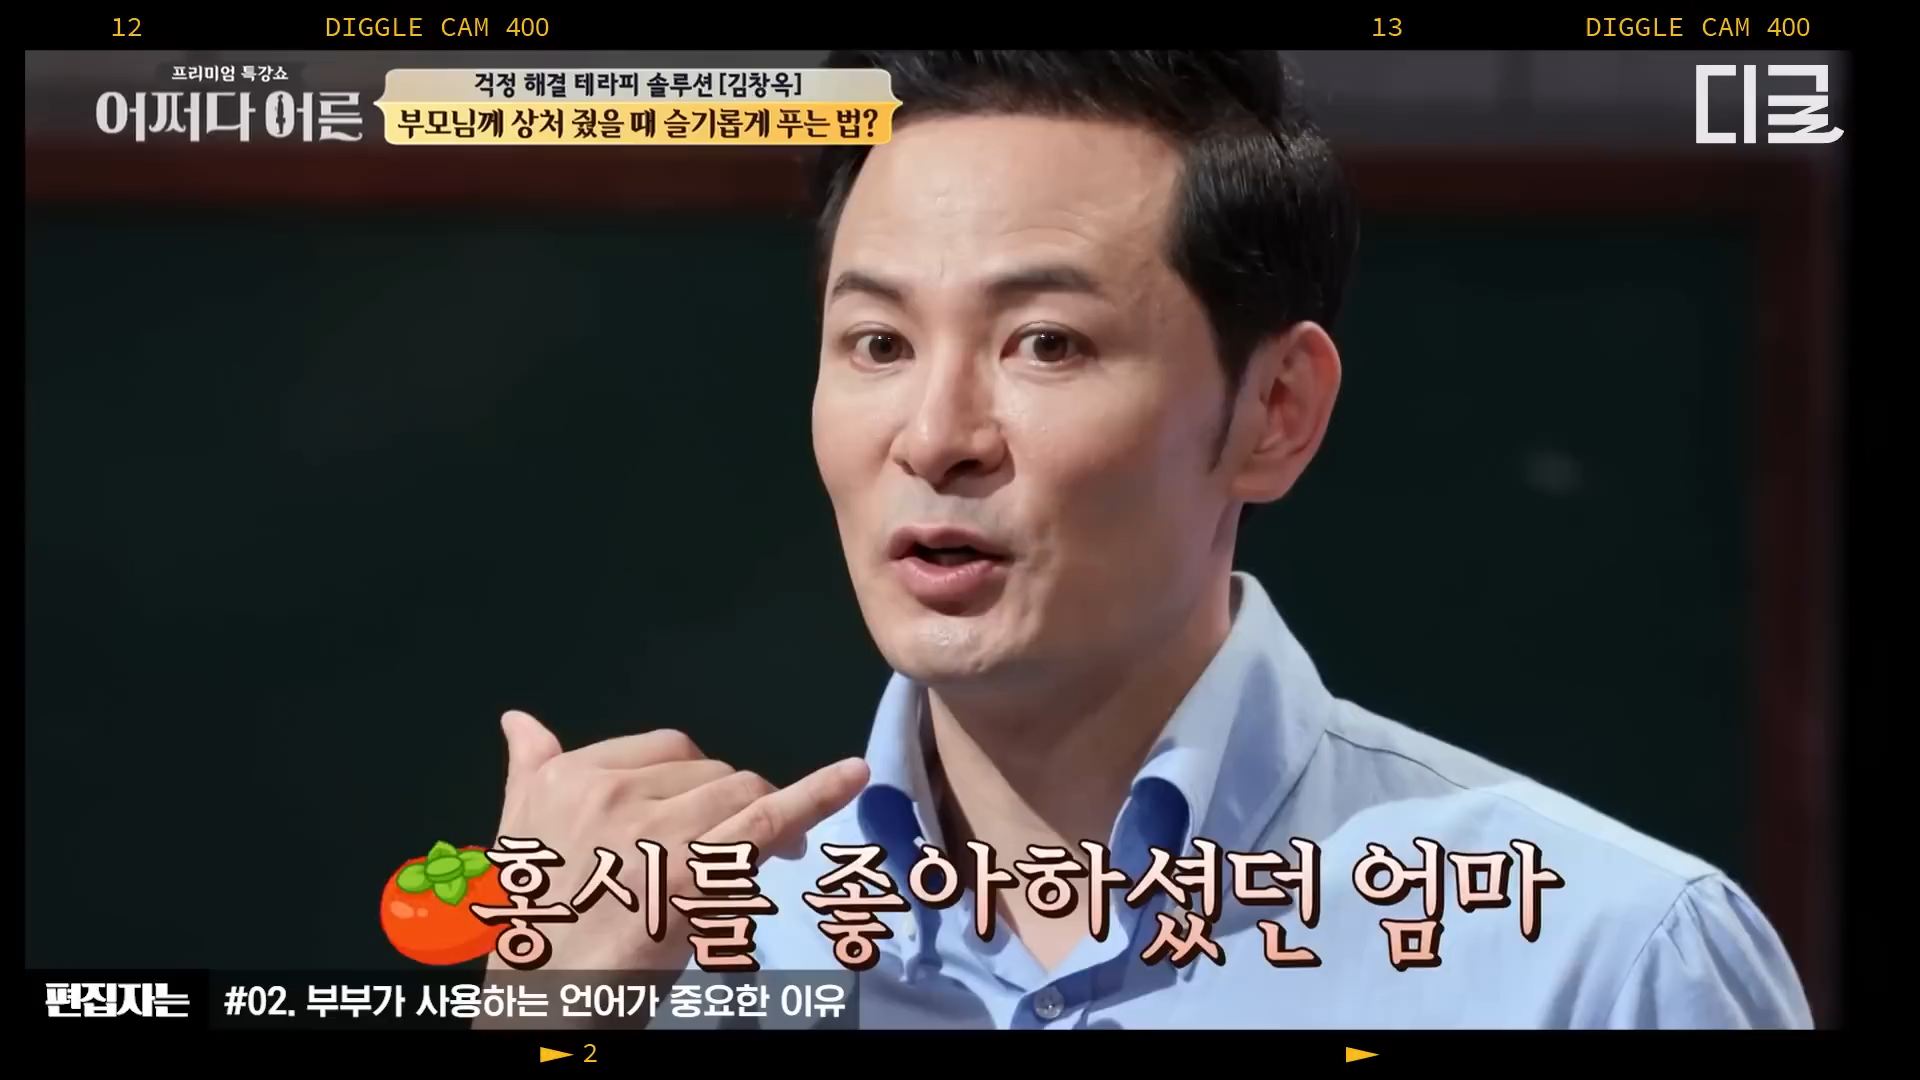 12
DIGGLE CAM 400
13
DIGGLE CAM 400
프리미엄 특강쇼
어쩌다 어른
걱정 해결 테라피 솔루션[김창옥]
부모님께 상처 줬을 때 슬기롭게 푸는 법?
디글
홍시를 좋아하셨던 엄마
편집자는
#02. 부부가 사용하는 언어가 중요한 이유
2